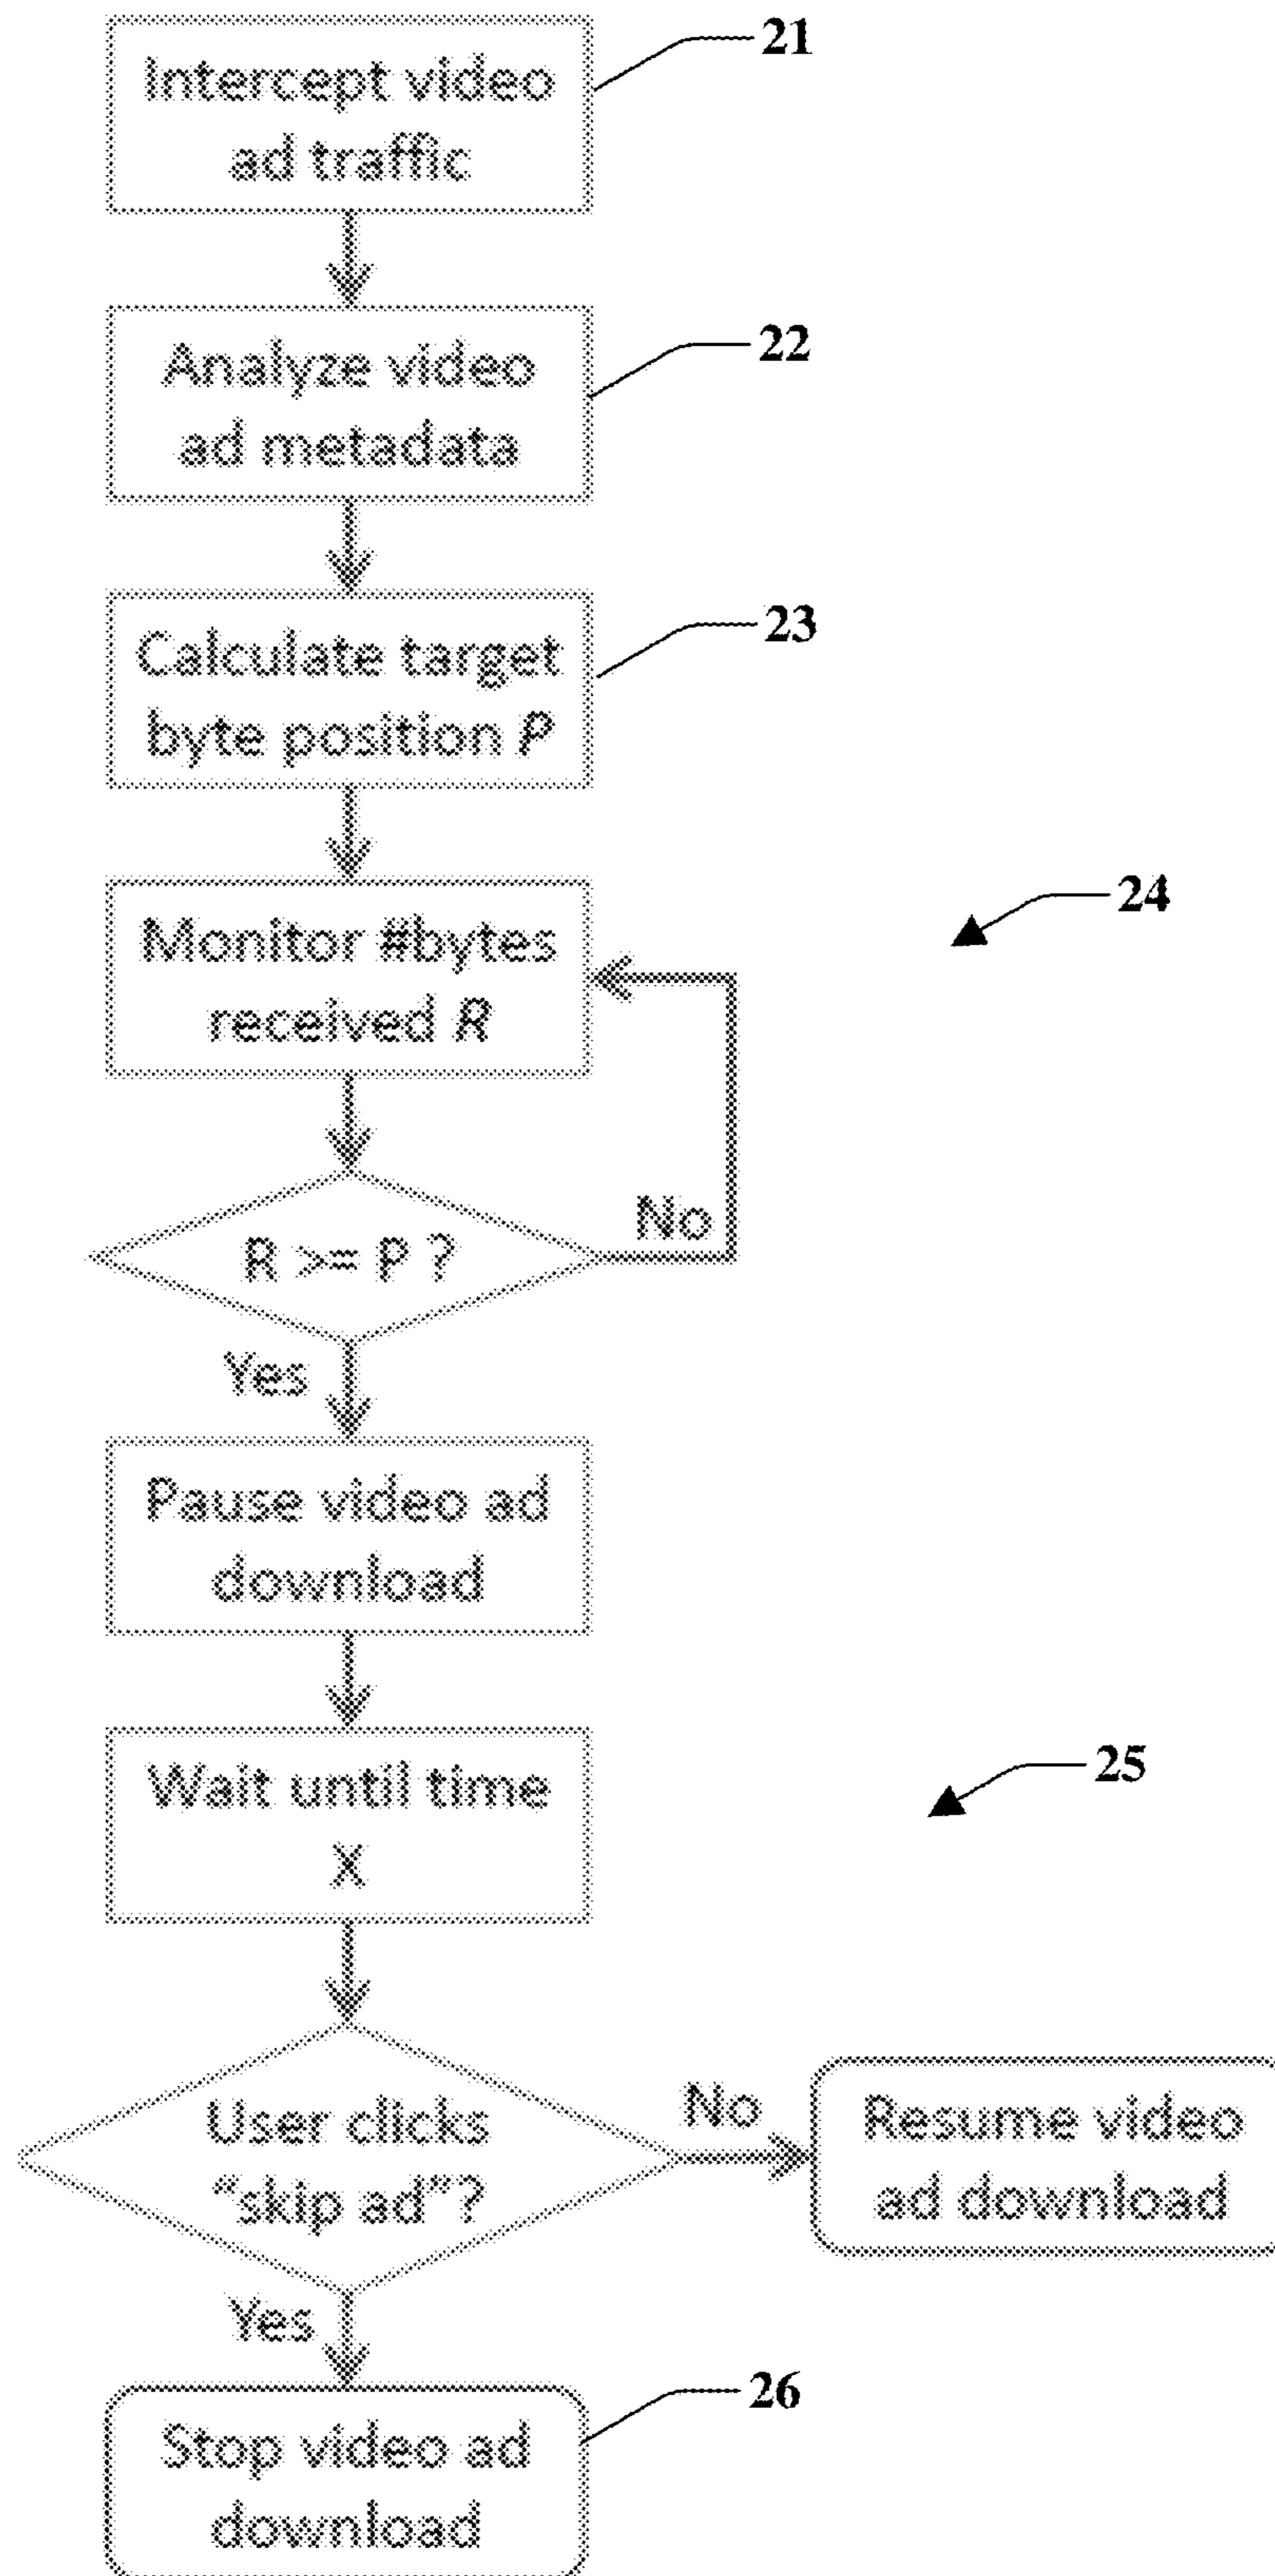 Intercept video
ad traffic
21
Analyze video
ad metadata
22
Calculate target
byte position P
23
Monitor #bytes
received R
24
R >= P ?
No
Yes
Pause video ad
download
Wait until time
X
25
User clicks
“skip ad”?
No
Resume video
ad download
Yes
Stop video ad
download
26